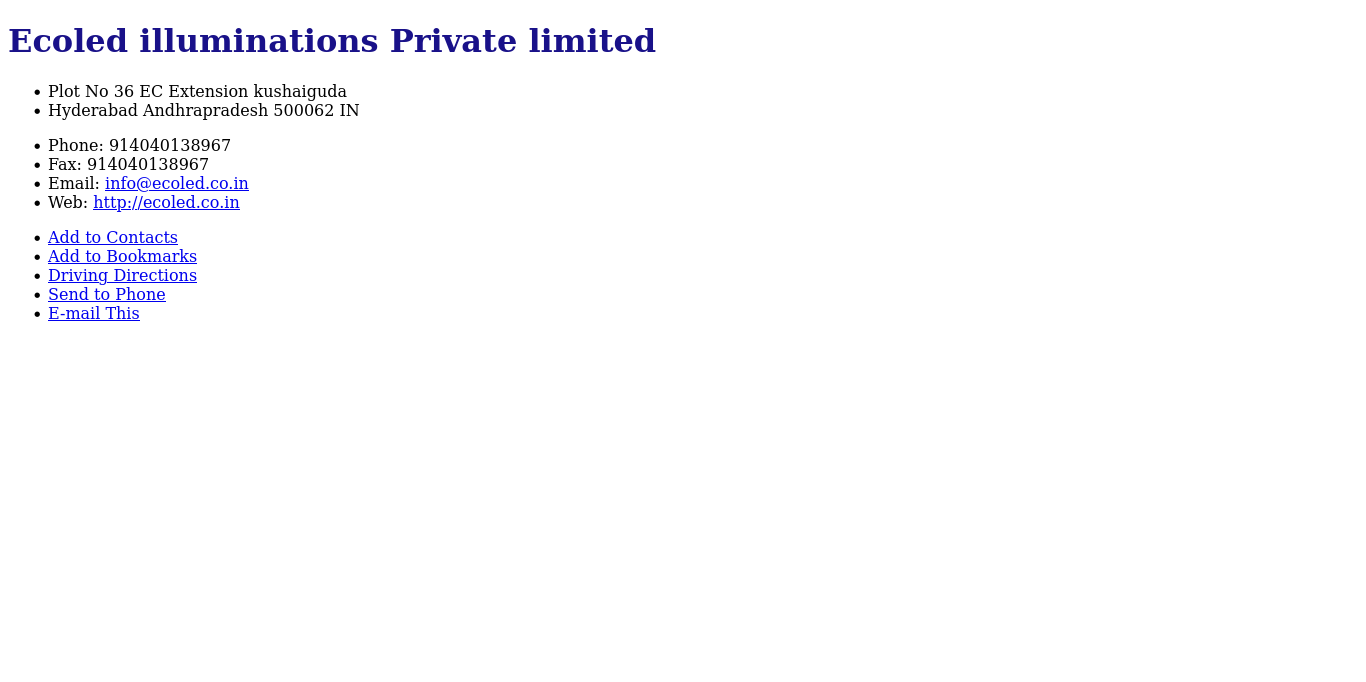 Ecoled illuminations Private limited
• Plot No 36 EC Extension kushaiguda
• Hyderabad Andhrapradesh 500062 IN
• Phone: 914040138967
• Fax: 914040138967
• Email: info@ecoled.co.in
• Web: http://ecoled.co.in
• Add to Contacts
• Add to Bookmarks
• Driving Directions
• Send to Phone
• E-mail This